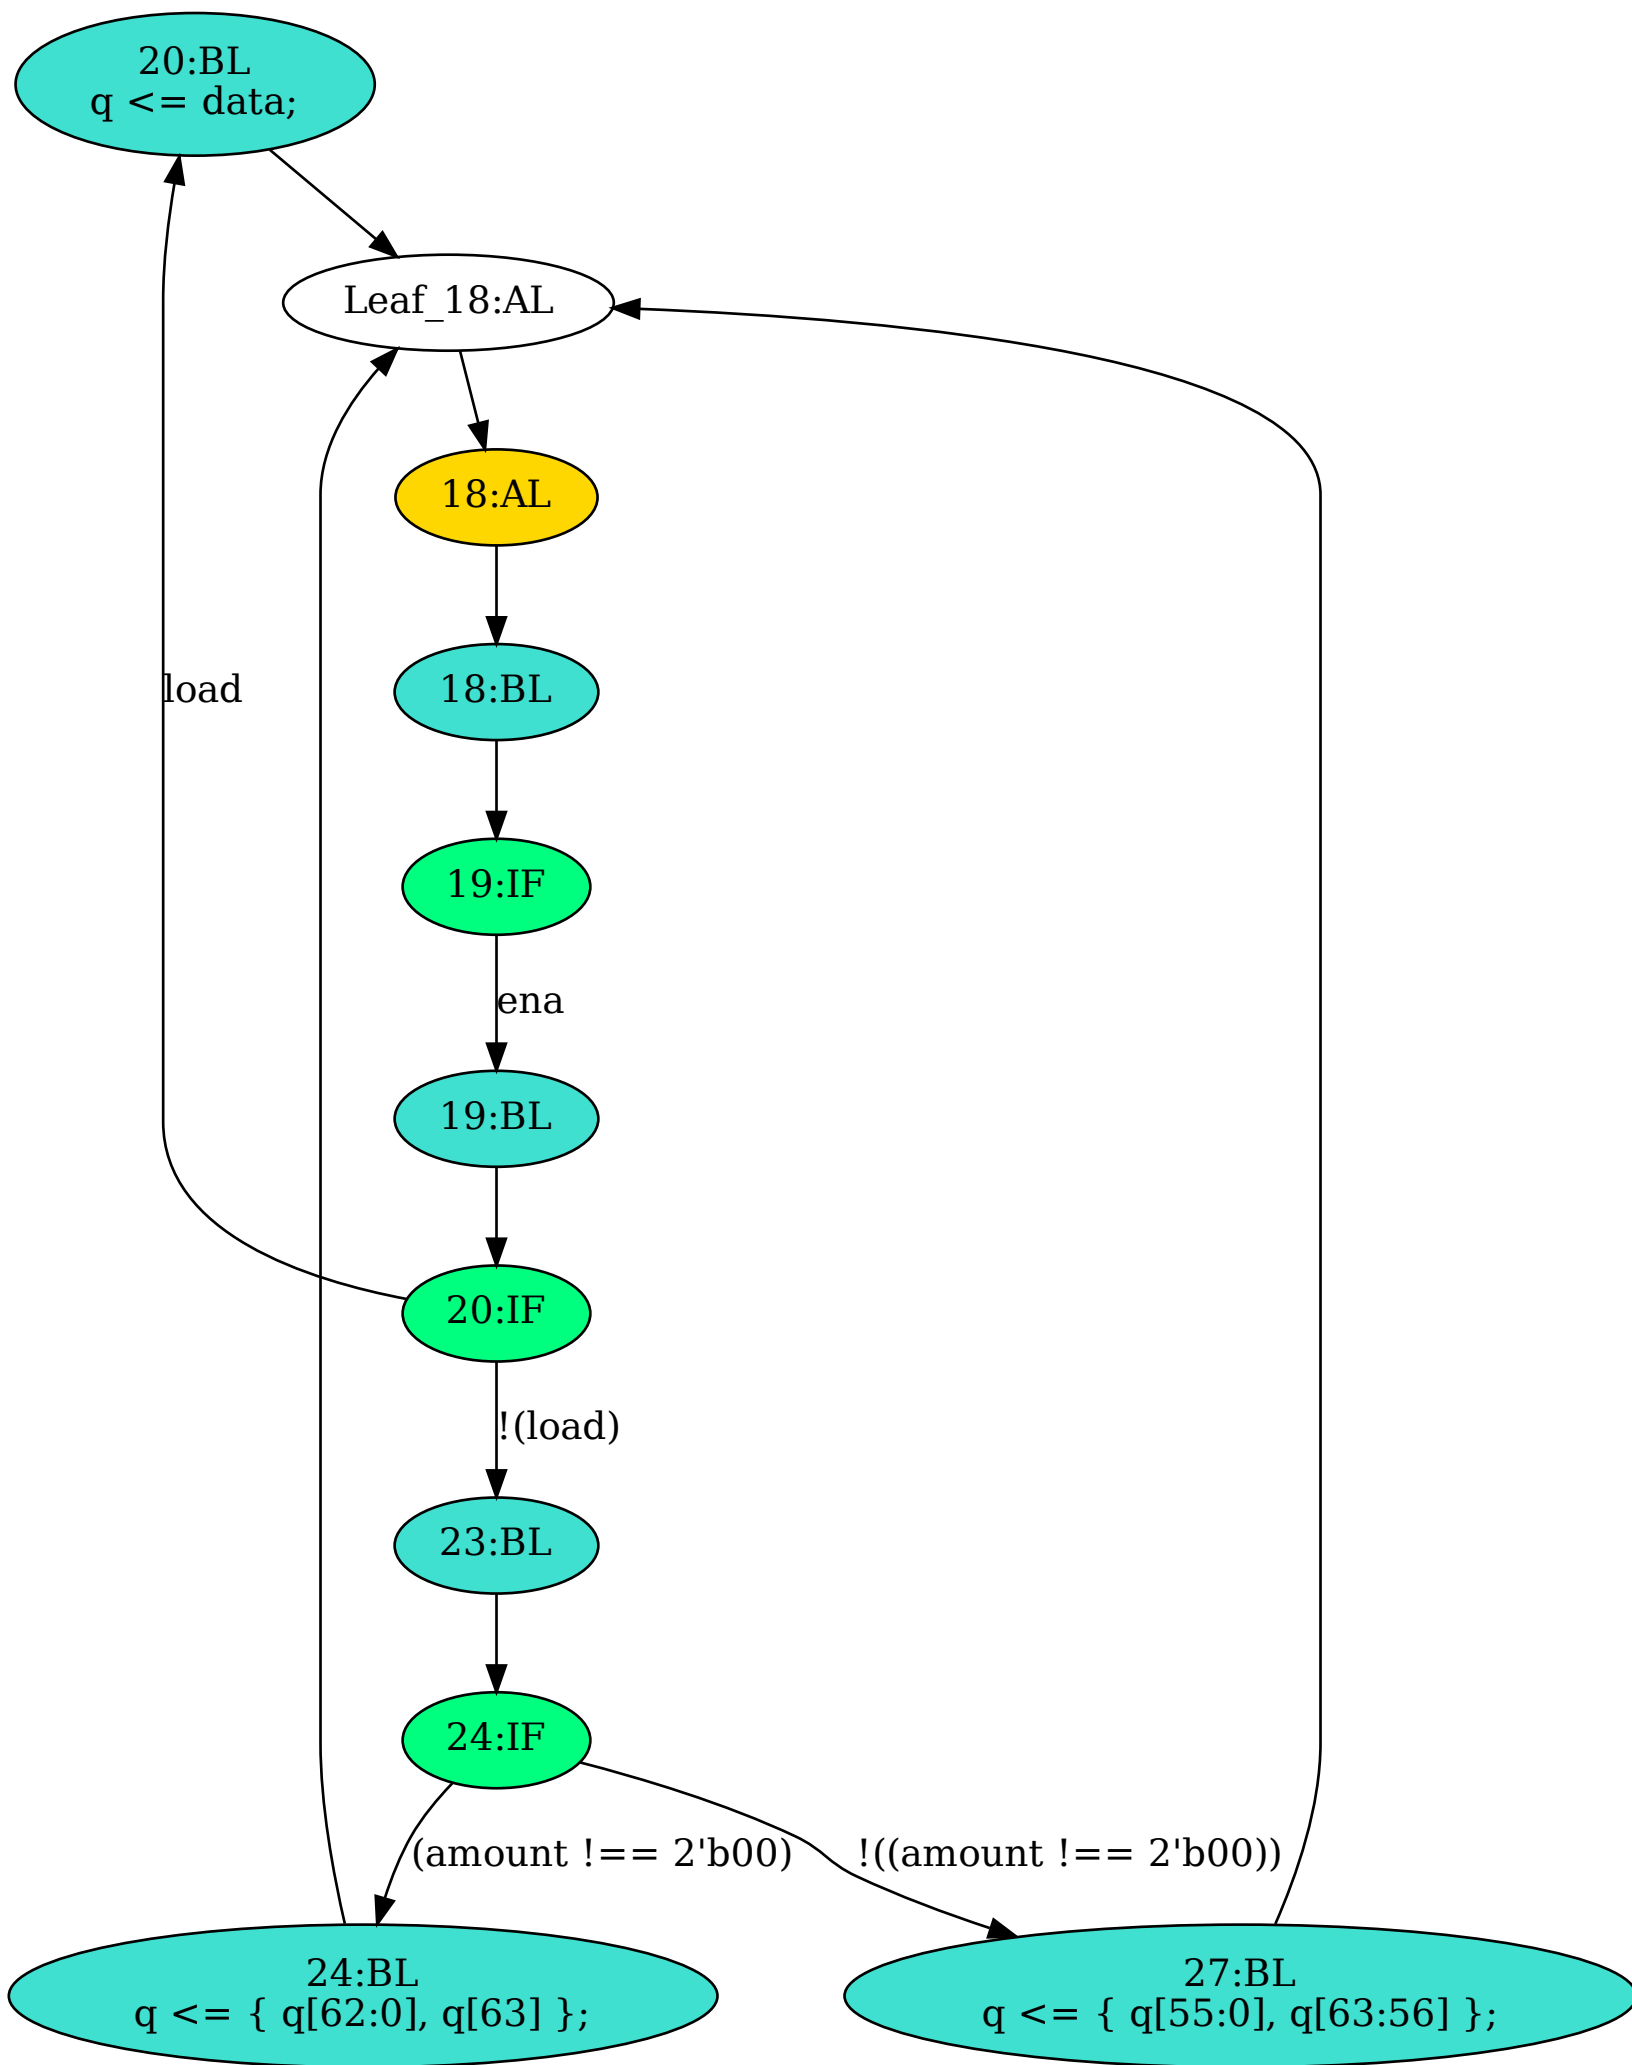 20:BL
q <= data;
Leaf_18:AL
18:AL
load
18:BL
19:IF
ena
19:BL
20:IF
!(load)
23:BL
24:IF
(amount !== 2'b00)
!((amount !== 2'b00))
24:BL
q <= { q[62:0], q[63] };
27:BL
q <= { q[55:0], q[63:56] };